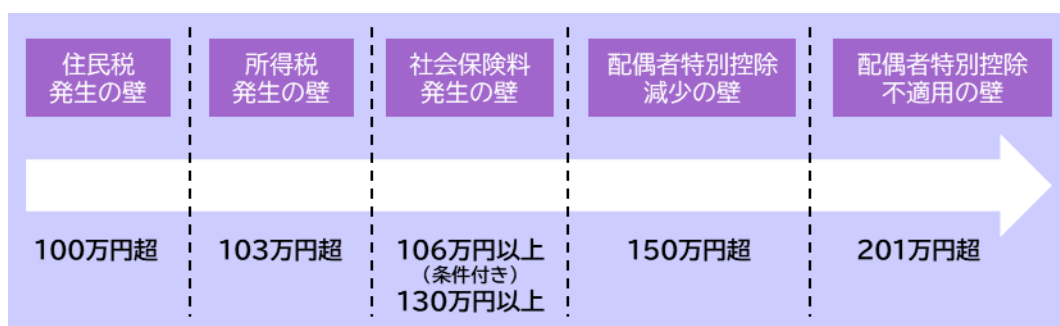 住民税
発生の壁
所得税
発生の壁
社会保険料
発生の壁
配偶者特別控除
減少の壁
配偶者特別控除
不適用の壁
100万円超
103万円超
106万円以上
（条件付き）
130万円以上
150万円超
201万円超